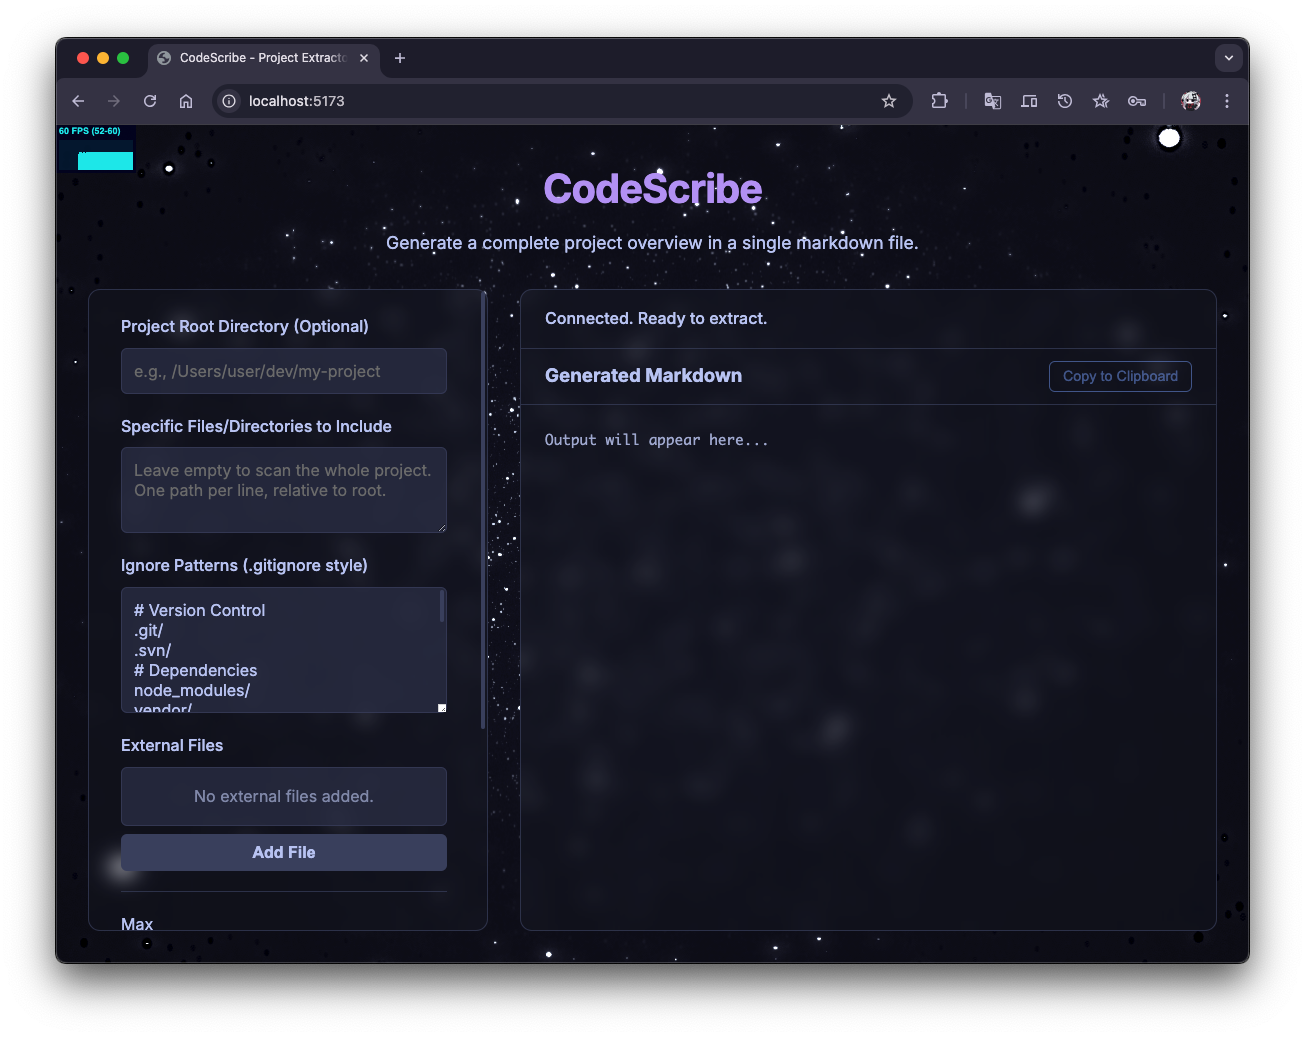 CodeScribe - Project Extracto
localhost:5173
60 FPS (52-60)
CodeScribe
Generate a complete project overview in a single markdown file.
Project Root Directory (Optional)
e.g., /Users/user/dev/my-project
Specific Files/Directories to Include
Leave empty to scan the whole project.
One path per line, relative to root.
Ignore Patterns (.gitignore style)
# Version Control
.git/
.svn/
# Dependencies
node_modules/
vendor/
External Files
No external files added.
Add File
Max
Connected. Ready to extract.
Generated Markdown
Copy to Clipboard
Output will appear here...